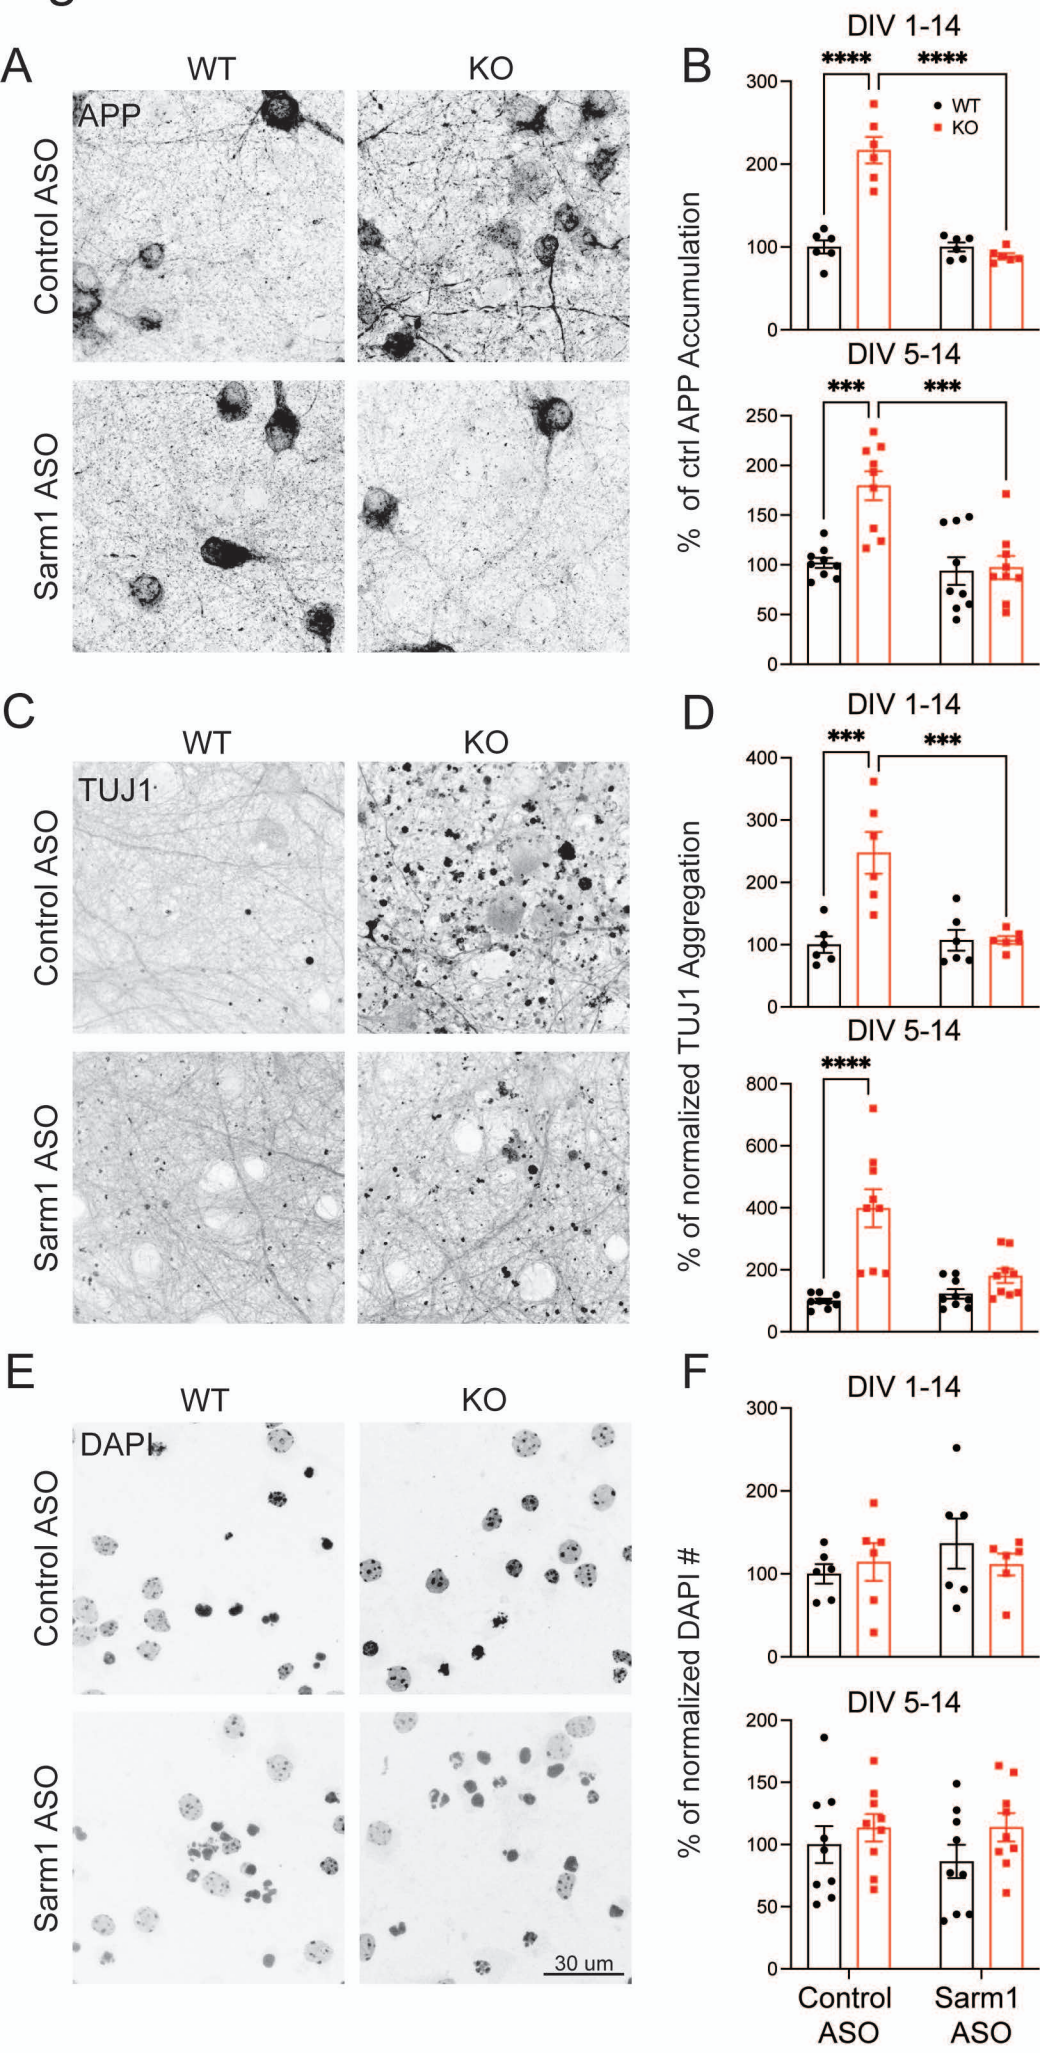 A
WT
KO
APP
Control ASO
Sarm1 ASO
B
DIV 1-14
****
****
WT
KO
300
200
100
0
% of ctrl APP Accumulation
DIV 5-14
***
***
250
200
150
100
50
0
C
WT
KO
TUJ1
Control ASO
Sarm1 ASO
D
DIV 1-14
***
***
400
300
200
100
0
% of normalized TUJ1 Aggregation
DIV 5-14
****
800
600
400
200
0
E
WT
KO
DAPI
Control ASO
Sarm1 ASO
30 um
F
DIV 1-14
300
200
100
0
% of normalized DAPI #
DIV 5-14
200
150
100
50
0
Control
ASO
Sarm1
ASO